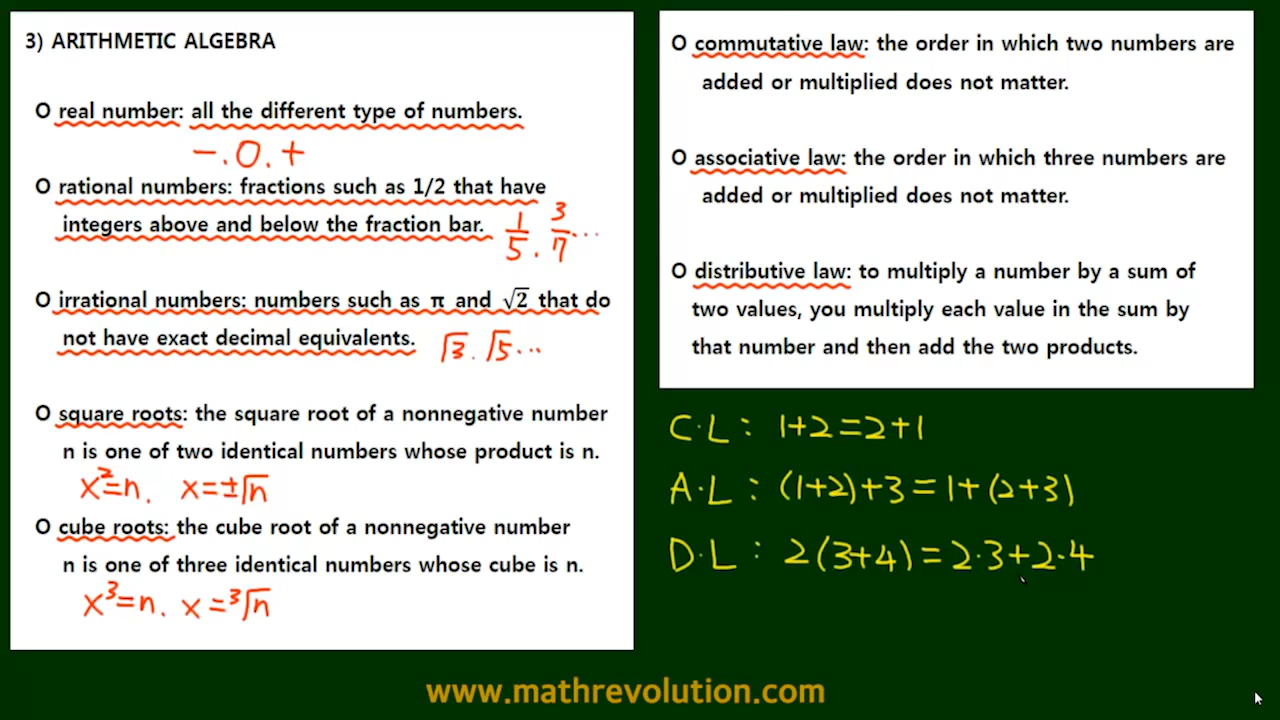 3) ARITHMETIC ALGEBRA
O real number: all the different type of numbers.
-. 0. +
O rational numbers: fractions such as 1/2 that have
integers above and below the fraction bar. 1/5 . 3/7 ...
O irrational numbers: numbers such as π and √2 that do
not have exact decimal equivalents. √3 . √5 ...
O square roots: the square root of a nonnegative number
n is one of two identical numbers whose product is n.
x²=n. x=±√n
O cube roots: the cube root of a nonnegative number
n is one of three identical numbers whose cube is n.
x³=n. x=³√n
O commutative law: the order in which two numbers are
added or multiplied does not matter.
O associative law: the order in which three numbers are
added or multiplied does not matter.
O distributive law: to multiply a number by a sum of
two values, you multiply each value in the sum by
that number and then add the two products.
C·L : 1+2=2+1
A·L : (1+2)+3=1+(2+3)
D·L : 2(3+4)=2·3+2·4
www.mathrevolution.com